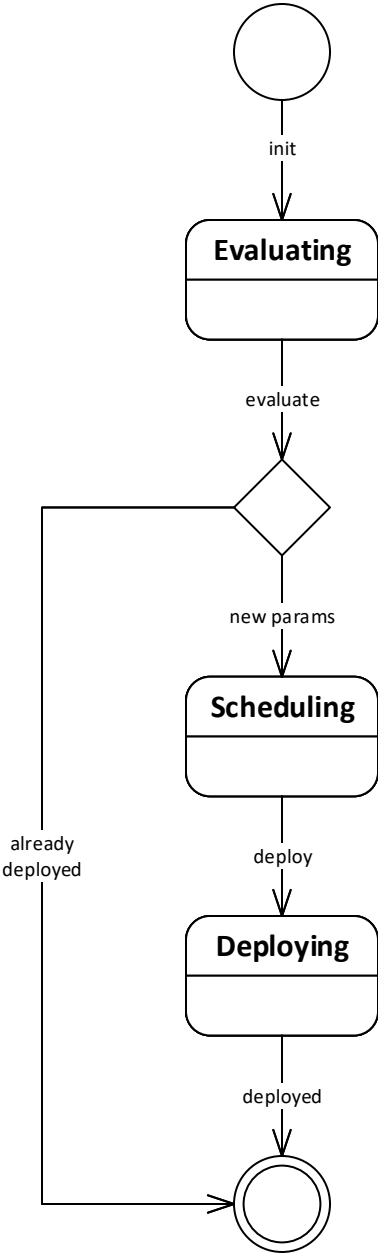 init
Evaluating
evaluate
new params
Scheduling
already
deployed
deploy
Deploying
deployed